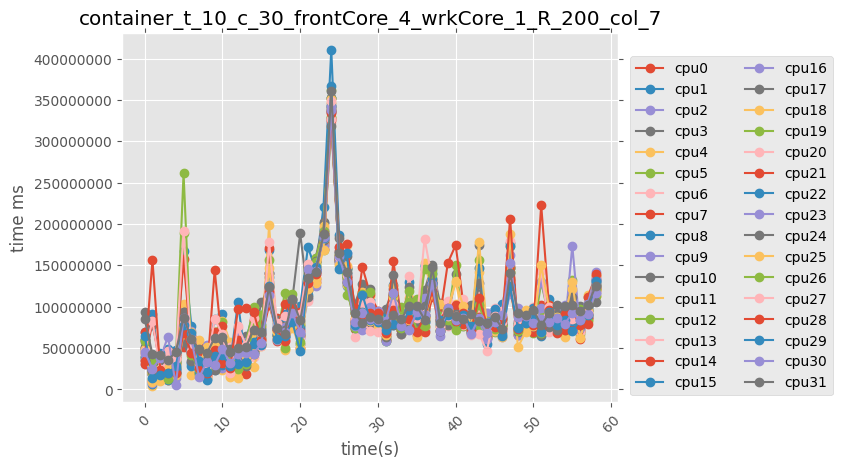 container_t_10_c_30_frontCore_4_wrkCore_1_R_200_col_7
time ms
400000000
350000000
300000000
250000000
200000000
150000000
100000000
50000000
0
0
10
20
30
40
50
60
time(s)
cpu0
cpu1
cpu2
cpu3
cpu4
cpu5
cpu6
cpu7
cpu8
cpu9
cpu10
cpu11
cpu12
cpu13
cpu14
cpu15
cpu16
cpu17
cpu18
cpu19
cpu20
cpu21
cpu22
cpu23
cpu24
cpu25
cpu26
cpu27
cpu28
cpu29
cpu30
cpu31